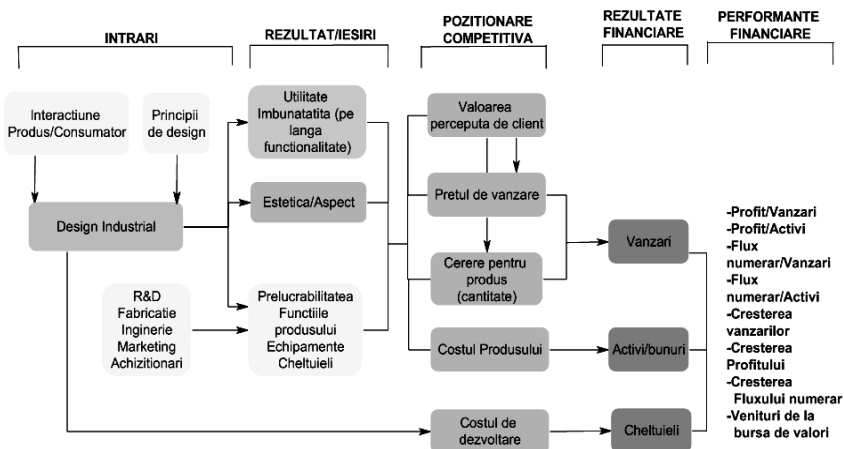 INTRARI
REZULTAT/IESIRI
POZITIONARE
COMPETITIVA
REZULTATE
FINANCIARE
PERFORMANTE
FINANCIARE
Interactiune
Produs/Consumator
Principii
de design
Design Industrial
R&D
Fabricatie
Inginerie
Marketing
Achizitionari
Utilitate
Imbunatatita (pe
langa
functionalitate)
Estetica/Aspect
Prelucrabilitatea
Functiile
produsului
Echipamente
Cheltuieli
Valoarea
perceputa de client
Pretul de vanzare
Cerere pentru
produs
(cantitate)
Costul Produsului
Costul de
dezvoltare
Vanzari
Activi/bunuri
Cheltuieli
-Profit/Vanzari
-Profit/Activi
-Flux
numerar/Vanzari
-Flux
numerar/Activi
-Cresterea
vanzarilor
-Cresterea
Profitului
-Cresterea
Fluxului numerar
-Venituri de la
bursa de valori